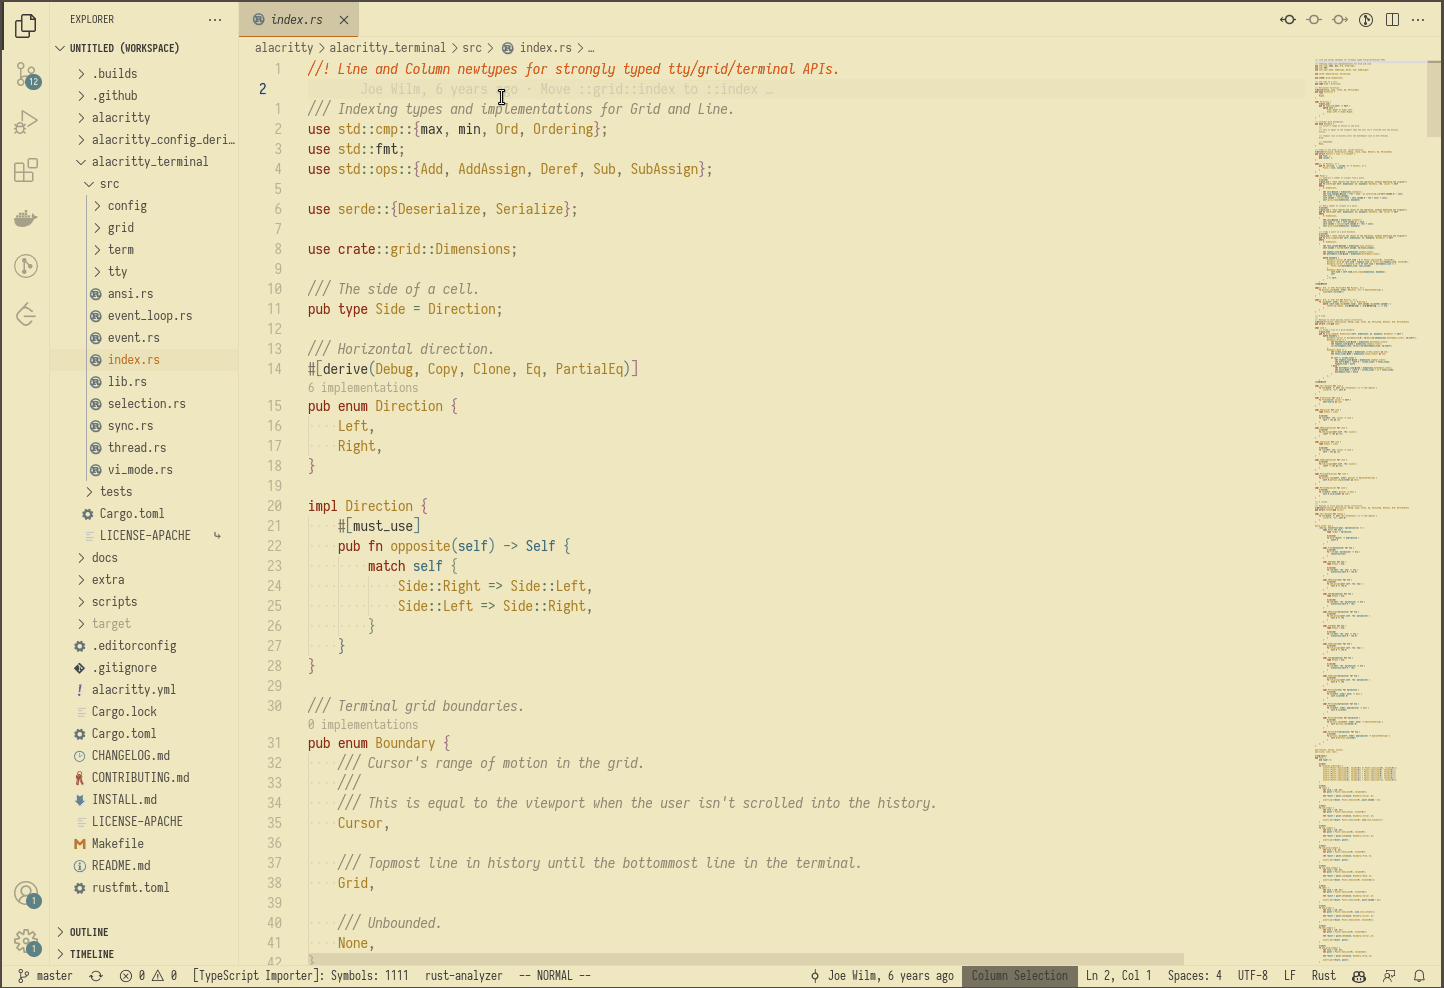 EXPLORER
index.rs
UNTITLED (WORKSPACE)
alacritty > alacritty_terminal > src > index.rs > …
.builds
.github
alacritty
alacritty_config_deri…
alacritty_terminal
src
config
grid
term
tty
ansi.rs
event_loop.rs
event.rs
index.rs
lib.rs
selection.rs
sync.rs
thread.rs
vi_mode.rs
tests
Cargo.toml
LICENSE-APACHE
docs
extra
scripts
target
.editorconfig
.gitignore
alacritty.yml
Cargo.lock
Cargo.toml
CHANGELOG.md
CONTRIBUTING.md
INSTALL.md
LICENSE-APACHE
Makefile
README.md
rustfmt.toml
OUTLINE
TIMELINE
12
1
1
1 //! Line and Column newtypes for strongly typed tty/grid/terminal APIs.
2 Joe Wilm, 6 years ago · Move ::grid::index to ::index …
1 /// Indexing types and implementations for Grid and Line.
2 use std::cmp::{max, min, Ord, Ordering};
3 use std::fmt;
4 use std::ops::{Add, AddAssign, Deref, Sub, SubAssign};
5
6 use serde::{Deserialize, Serialize};
7
8 use crate::grid::Dimensions;
9
10 /// The side of a cell.
11 pub type Side = Direction;
12
13 /// Horizontal direction.
14 #[derive(Debug, Copy, Clone, Eq, PartialEq)]
6 implementations
15 pub enum Direction {
16 ····Left,
17 ····Right,
18 }
19
20 impl Direction {
21 ····#[must_use]
22 ····pub fn opposite(self) -> Self {
23 ········match self {
24 ············Side::Right => Side::Left,
25 ············Side::Left => Side::Right,
26 ········}
27 ····}
28 }
29
30 /// Terminal grid boundaries.
0 implementations
31 pub enum Boundary {
32 ····/// Cursor's range of motion in the grid.
33 ····///
34 ····/// This is equal to the viewport when the user isn't scrolled into the history.
35 ····Cursor,
36
37 ····/// Topmost line in history until the bottommost line in the terminal.
38 ····Grid,
39
40 ····/// Unbounded.
41 ····None,
42 }
master 0 0 [TypeScript Importer]: Symbols: 1111 rust-analyzer -- NORMAL -- Joe Wilm, 6 years ago Column Selection Ln 2, Col 1 Spaces: 4 UTF-8 LF Rust